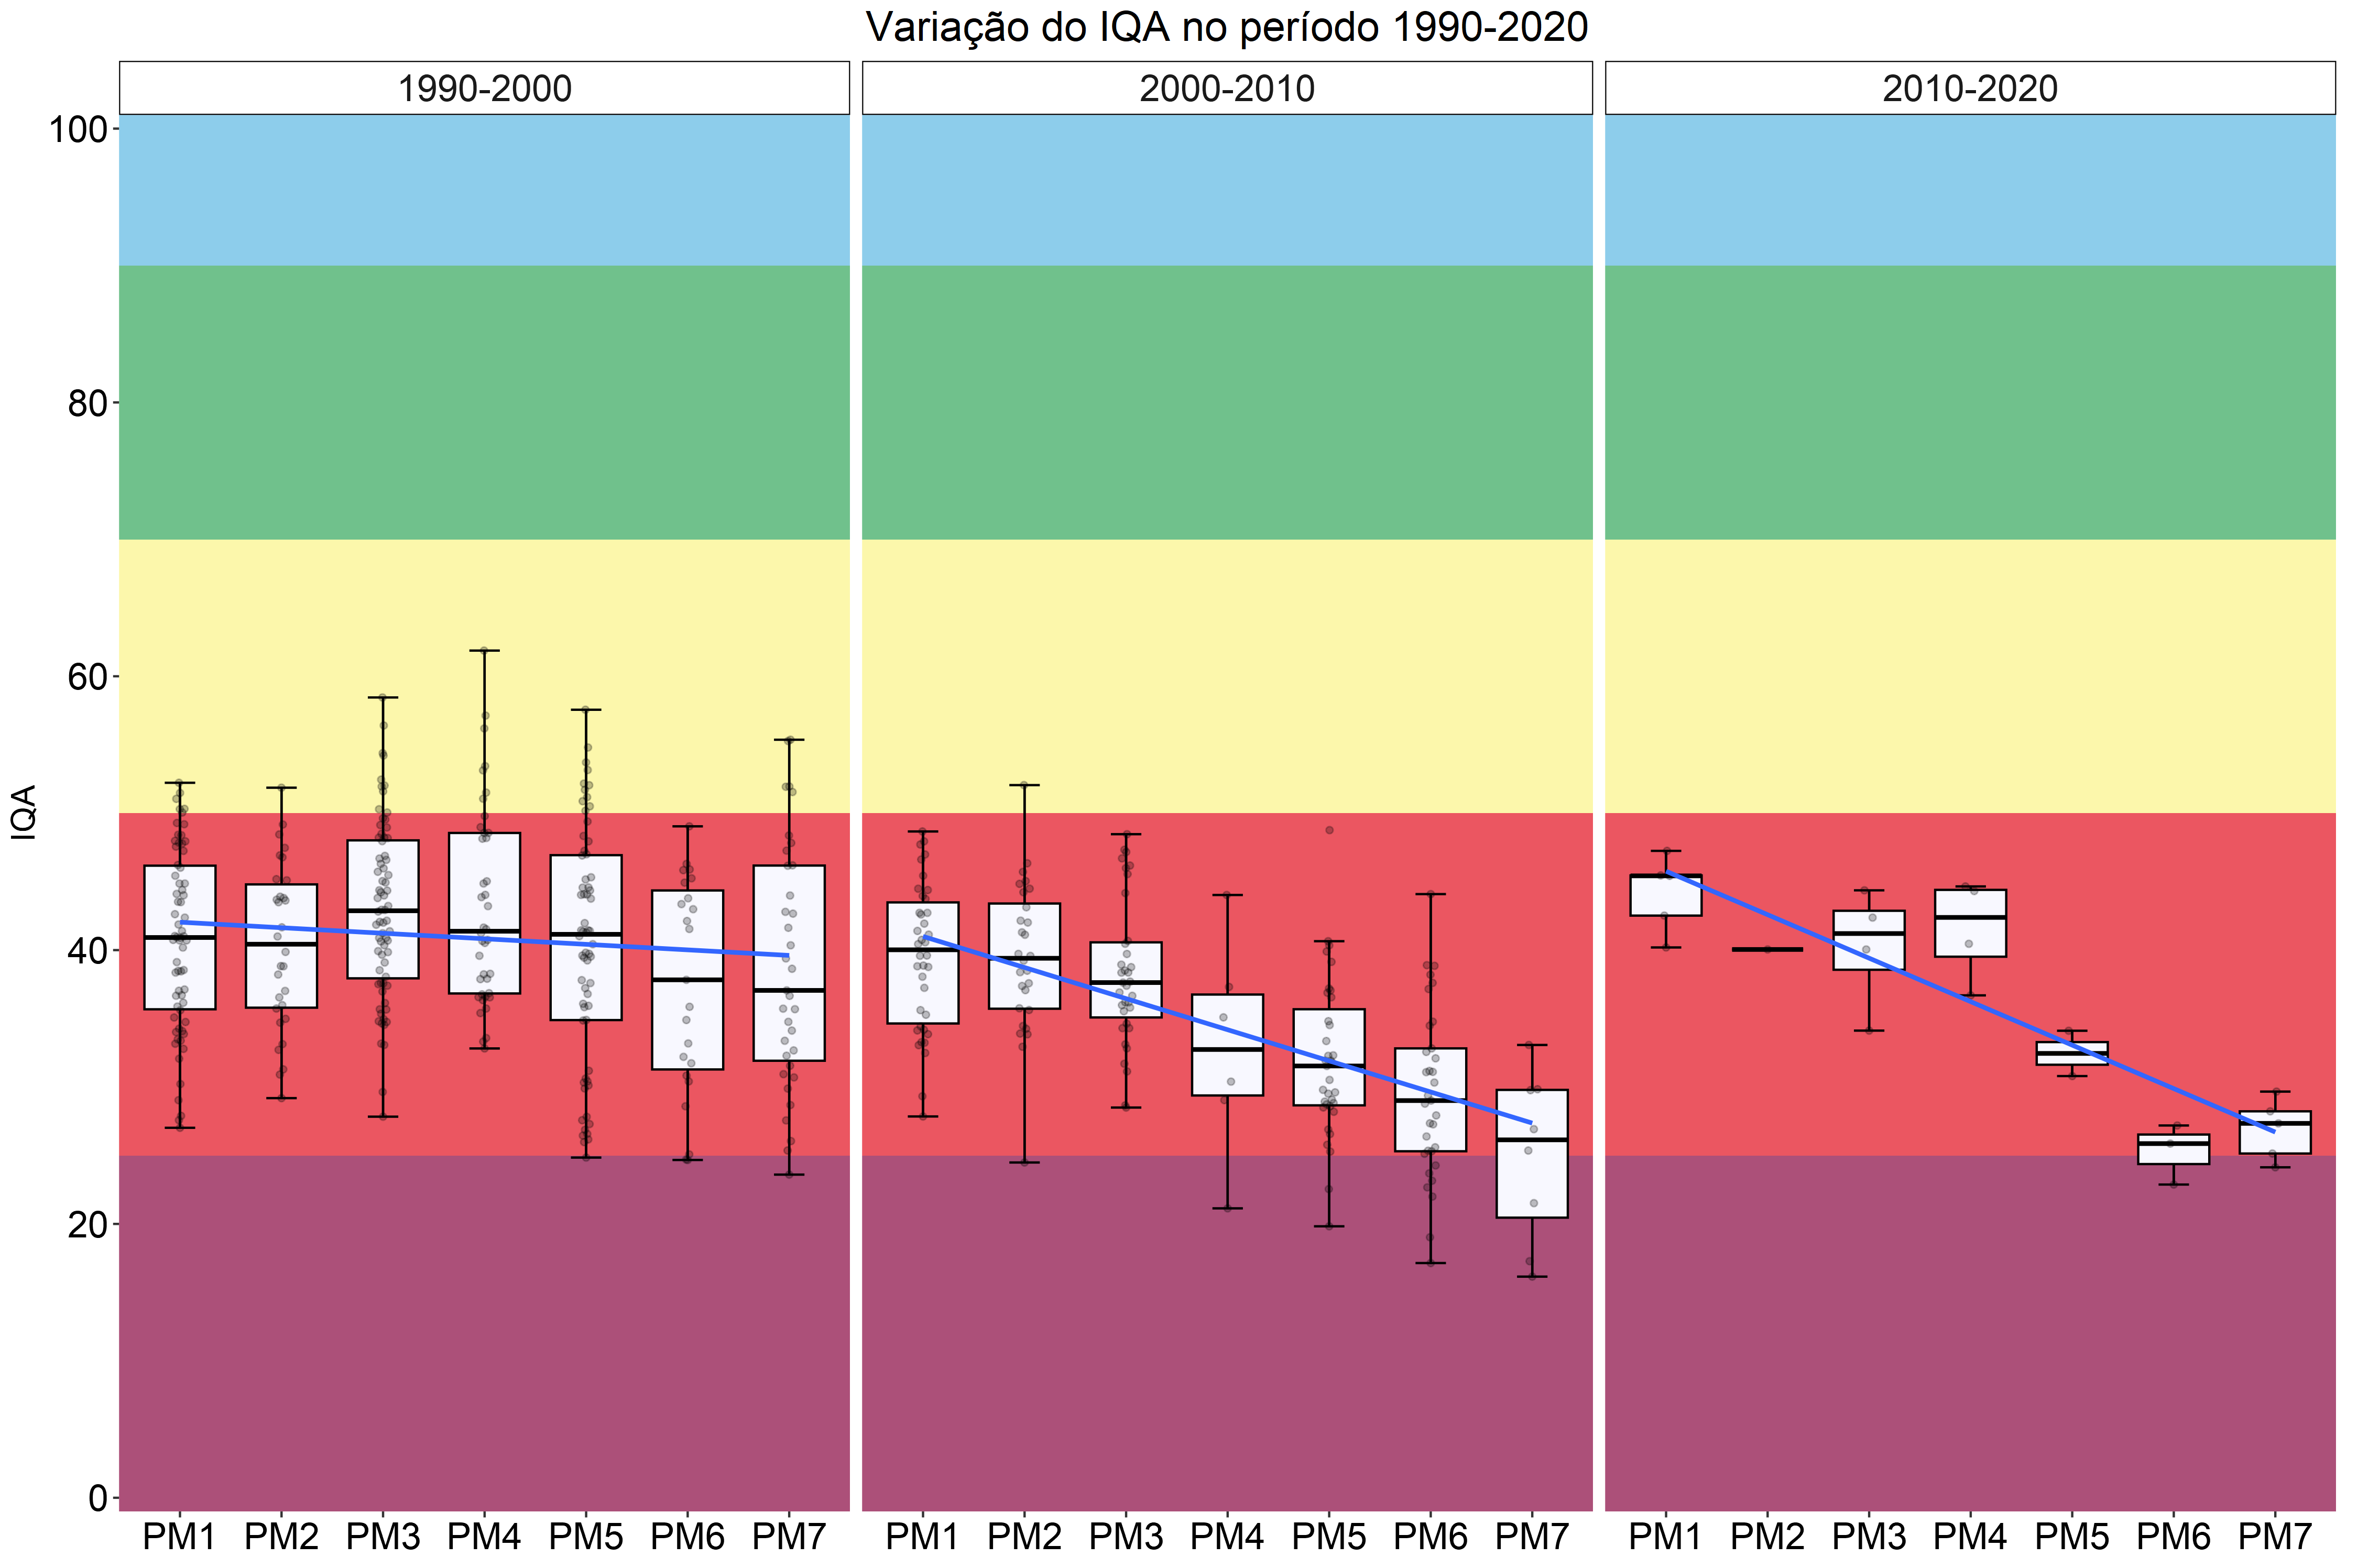 Variação do IQA no período 1990-2020
1990-2000 2000-2010 2010-2020
100
80
60
40
20
0
IQA
PM1 PM2 PM3 PM4 PM5 PM6 PM7 PM1 PM2 PM3 PM4 PM5 PM6 PM7 PM1 PM2 PM3 PM4 PM5 PM6 PM7